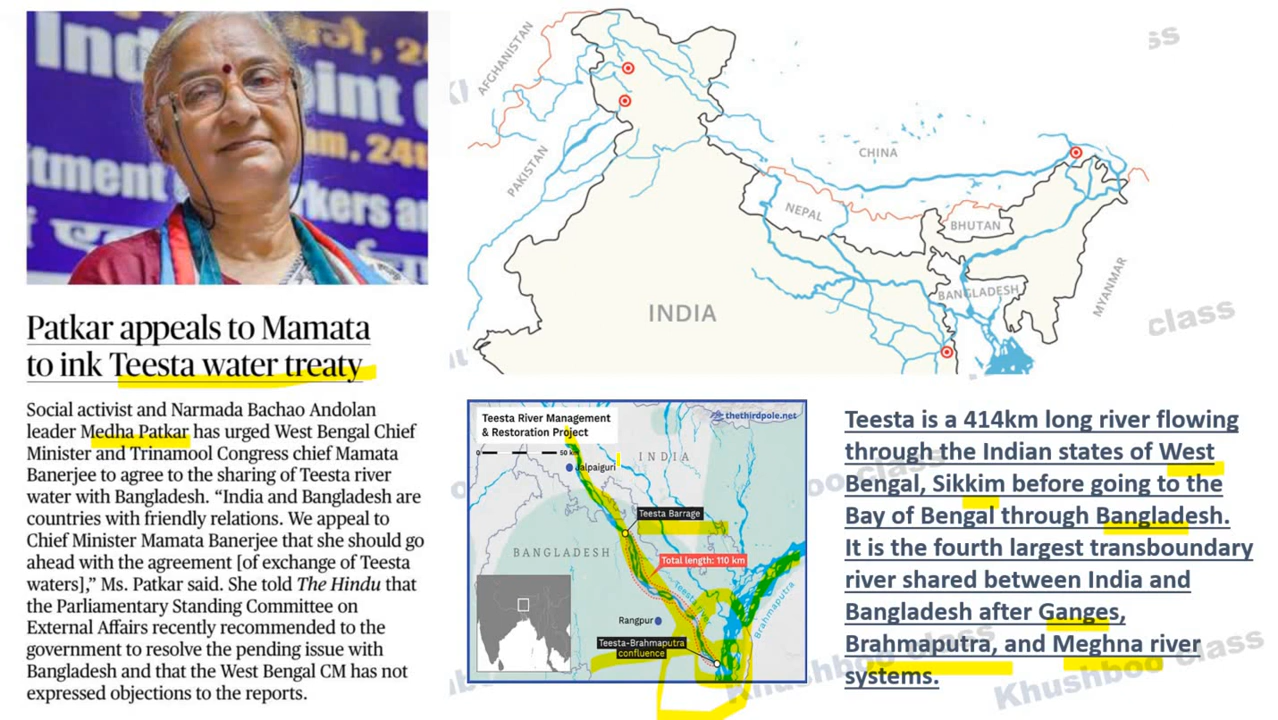 Patkar appeals to Mamata
to ink Teesta water treaty
Social activist and Narmada Bachao Andolan
leader Medha Patkar has urged West Bengal Chief
Minister and Trinamool Congress chief Mamata
Banerjee to agree to the sharing of Teesta river
water with Bangladesh. “India and Bangladesh are
countries with friendly relations. We appeal to
Chief Minister Mamata Banerjee that she should go
ahead with the agreement [of exchange of Teesta
waters],” Ms. Patkar said. She told The Hindu that
the Parliamentary Standing Committee on
External Affairs recently recommended to the
government to resolve the pending issue with
Bangladesh and that the West Bengal CM has not
expressed objections to the reports.
AFGHANISTAN
PAKISTAN
CHINA
NEPAL
BHUTAN
BANGLADESH
MYANMAR
INDIA
class
Teesta River Management
& Restoration Project
thethirdpole.net
0 50 km
INDIA
Jalpaiguri
Teesta Barrage
BANGLADESH
Total length: 110 km
Rangpur
Brahmaputra
Teesta-Brahmaputra
confluence
Teesta is a 414km long river flowing
through the Indian states of West
Bengal, Sikkim before going to the
Bay of Bengal through Bangladesh.
It is the fourth largest transboundary
river shared between India and
Bangladesh after Ganges,
Brahmaputra, and Meghna river
systems.
Khushboo class